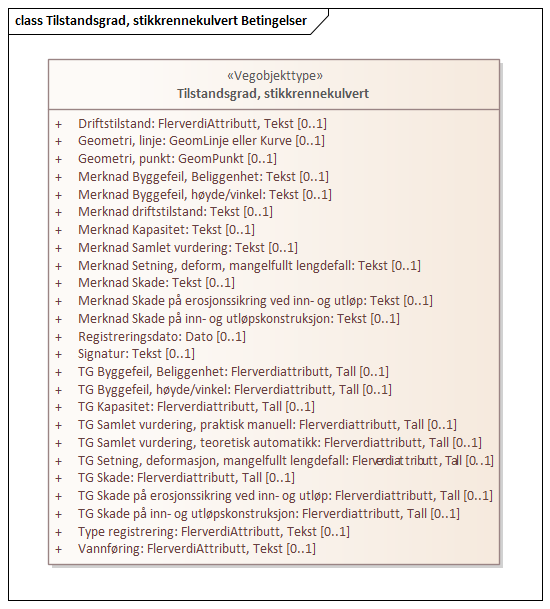 class Tilstandsgrad, stikkrennekulvert Betingelser
«Vegobjekttype»
Tilstandsgrad, stikkrennekulvert
+ Driftstilstand: FlerverdiAttributt, Tekst [0..1]
+ Geometri, linje: GeomLinje eller Kurve [0..1]
+ Geometri, punkt: GeomPunkt [0..1]
+ Merknad Byggefeil, Beliggenhet: Tekst [0..1]
+ Merknad Byggefeil, høyde/vinkel: Tekst [0..1]
+ Merknad driftstilstand: Tekst [0..1]
+ Merknad Kapasitet: Tekst [0..1]
+ Merknad Samlet vurdering: Tekst [0..1]
+ Merknad Setning, deform, mangelfullt lengdefall: Tekst [0..1]
+ Merknad Skade: Tekst [0..1]
+ Merknad Skade på erosjonssikring ved inn- og utløp: Tekst [0..1]
+ Merknad Skade på inn- og utløpskonstruksjon: Tekst [0..1]
+ Registreringsdato: Dato [0..1]
+ Signatur: Tekst [0..1]
+ TG Byggefeil, Beliggenhet: Flerverdiattributt, Tall [0..1]
+ TG Byggefeil, høyde/vinkel: Flerverdiattributt, Tall [0..1]
+ TG Kapasitet: Flerverdiattributt, Tall [0..1]
+ TG Samlet vurdering, praktisk manuell: Flerverdiattributt, Tall [0..1]
+ TG Samlet vurdering, teoretisk automatikk: Flerverdiattributt, Tall [0..1]
+ TG Setning, deformasjon, mangelfullt lengdefall: Flerverdiattributt, Tall [0..1]
+ TG Skade: Flerverdiattributt, Tall [0..1]
+ TG Skade på erosjonssikring ved inn- og utløp: Flerverdiattributt, Tall [0..1]
+ TG Skade på inn- og utløpskonstruksjon: Flerverdiattributt, Tall [0..1]
+ Type registrering: FlerverdiAttributt, Tekst [0..1]
+ Vannføring: FlerverdiAttributt, Tekst [0..1]